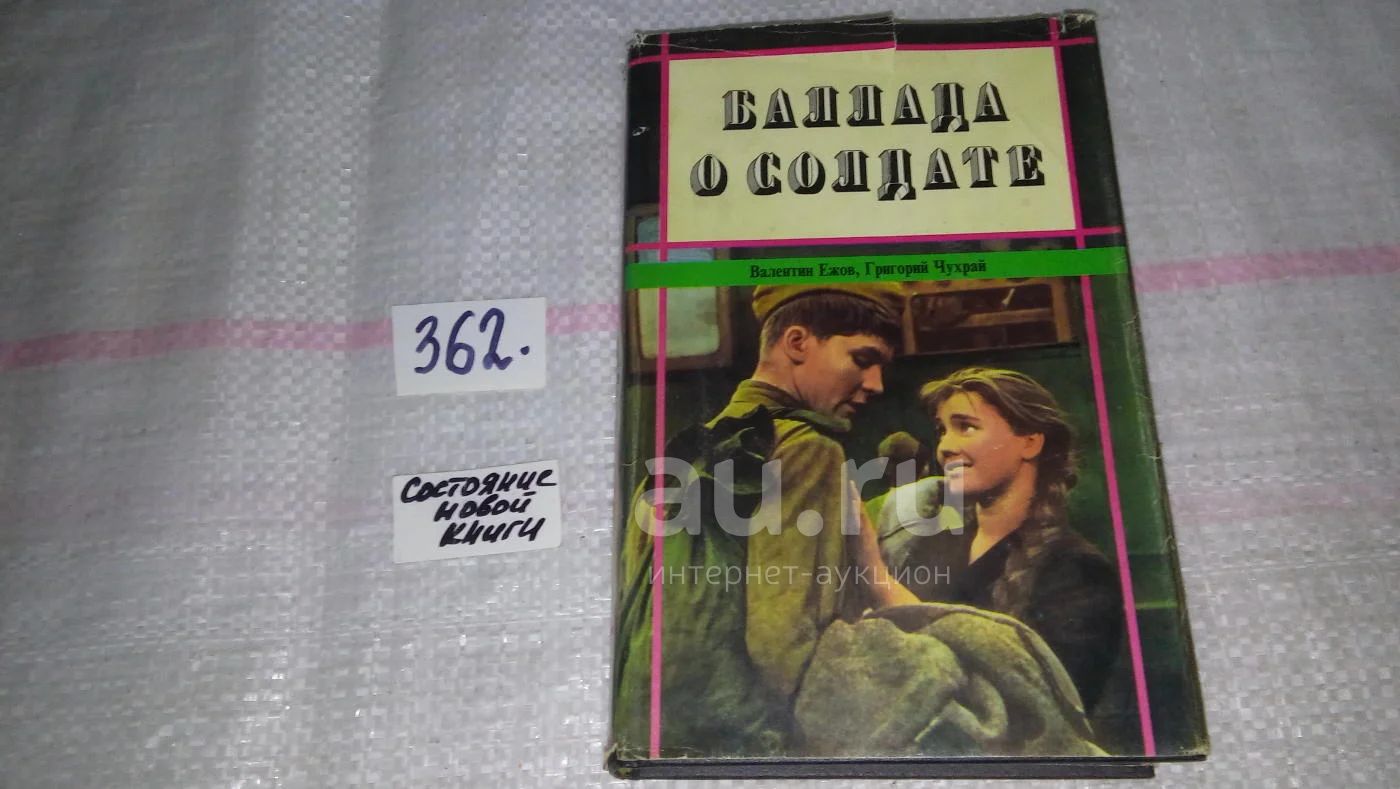 БАЛЛАДА
О СОЛДАТЕ
Валентин Ежов, Григорий Чухрай
362.
Состояние
новой
книги
au.ru
интернет-аукцион